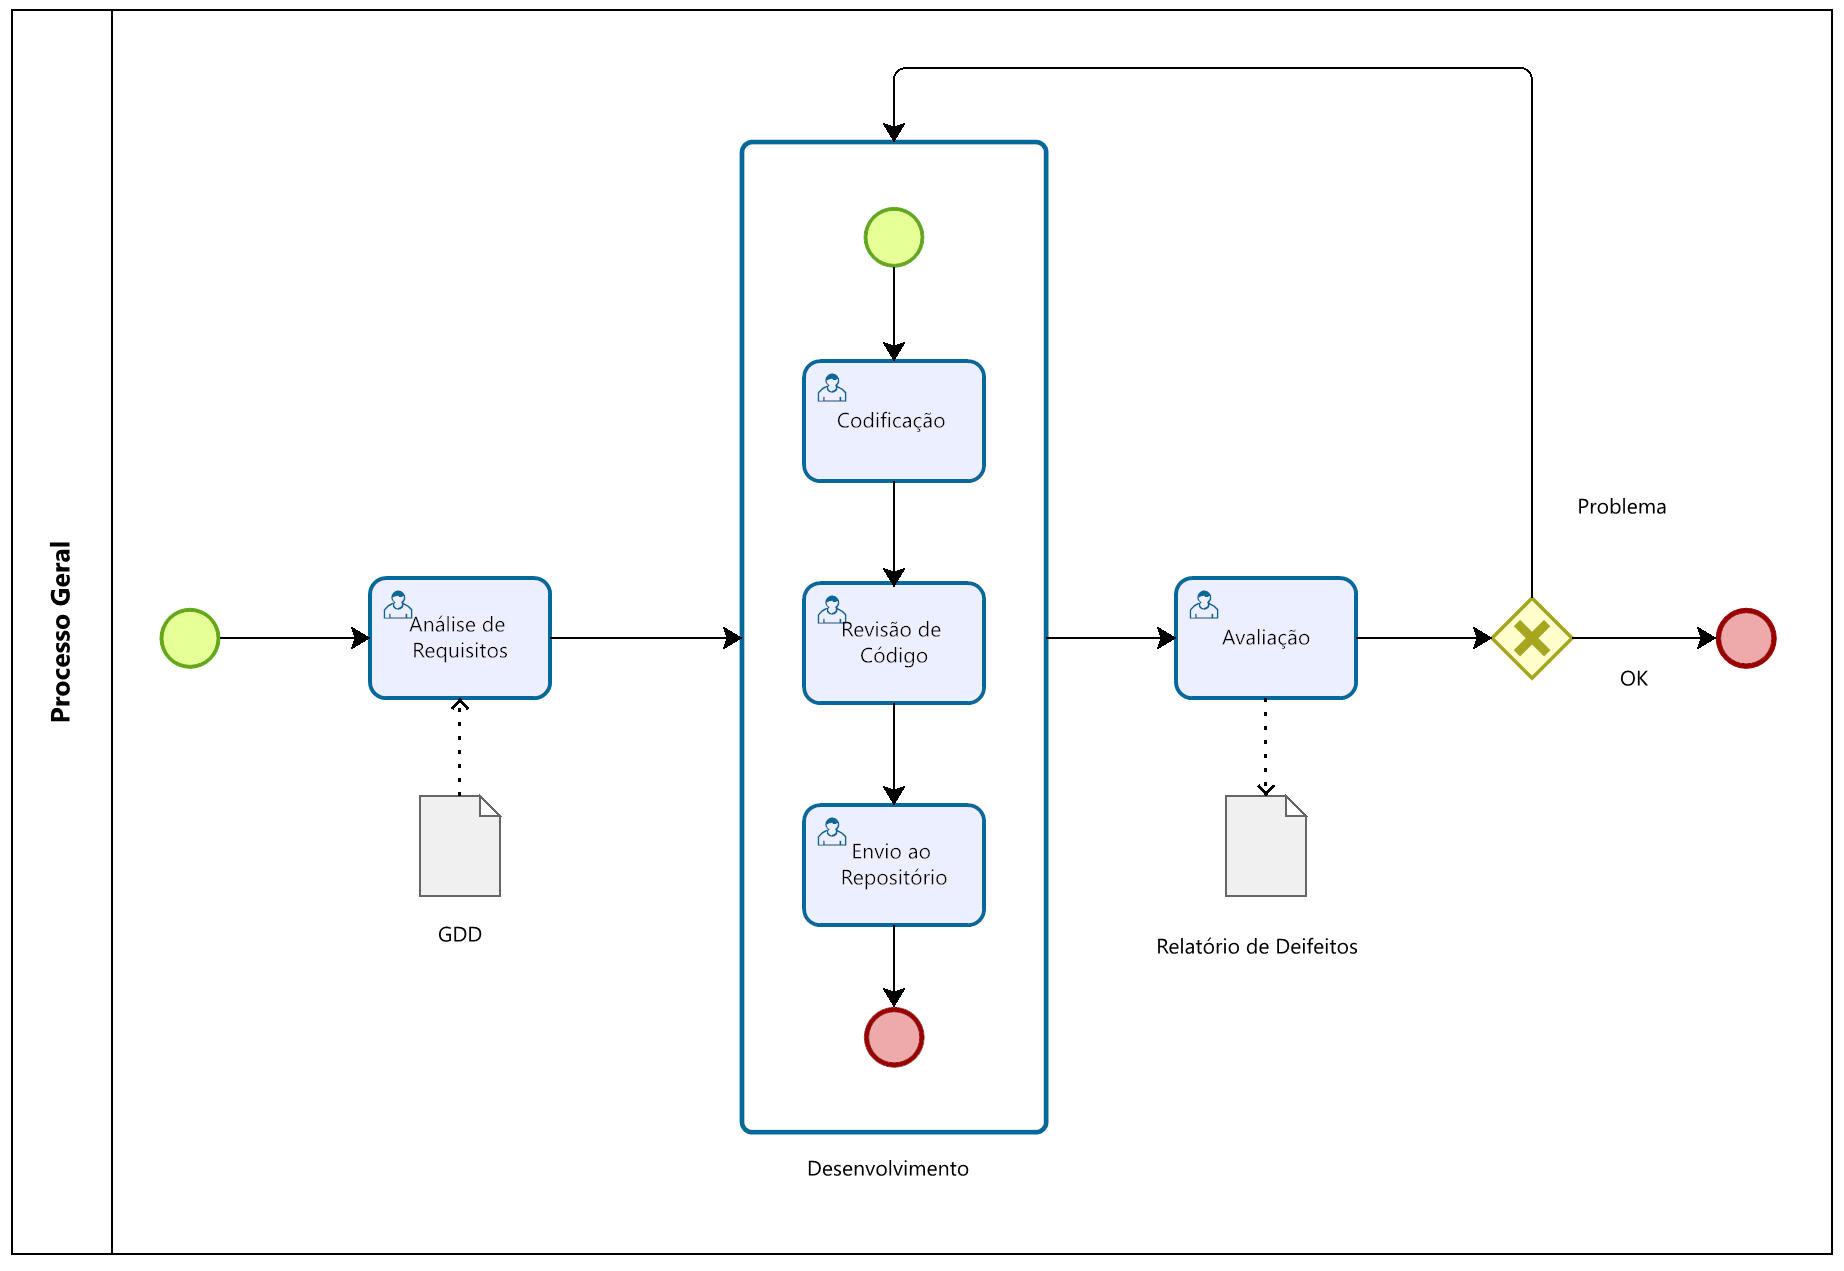 Processo Geral
Análise de
Requisitos
GDD
Codificação
Revisão de
Código
Envio ao
Repositório
Desenvolvimento
Avaliação
Relatório de Deifeitos
Problema
OK